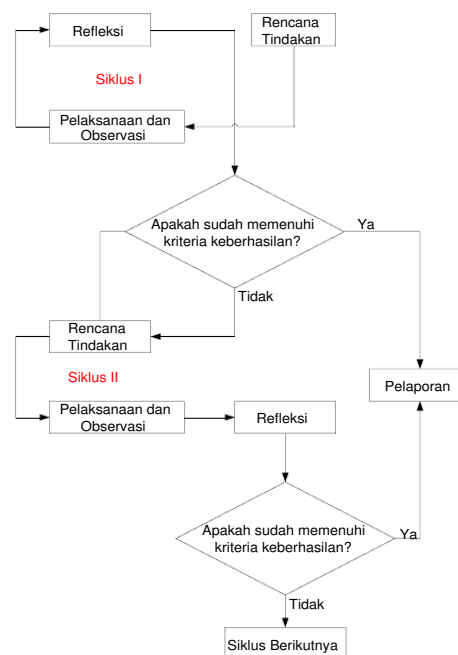 Refleksi
Rencana
Tindakan
Siklus I
Pelaksanaan dan
Observasi
Apakah sudah memenuhi
kriteria keberhasilan?
Ya
Tidak
Rencana
Tindakan
Siklus II
Pelaporan
Pelaksanaan dan
Observasi
Refleksi
Apakah sudah memenuhi
kriteria keberhasilan?
Ya
Tidak
Siklus Berikutnya